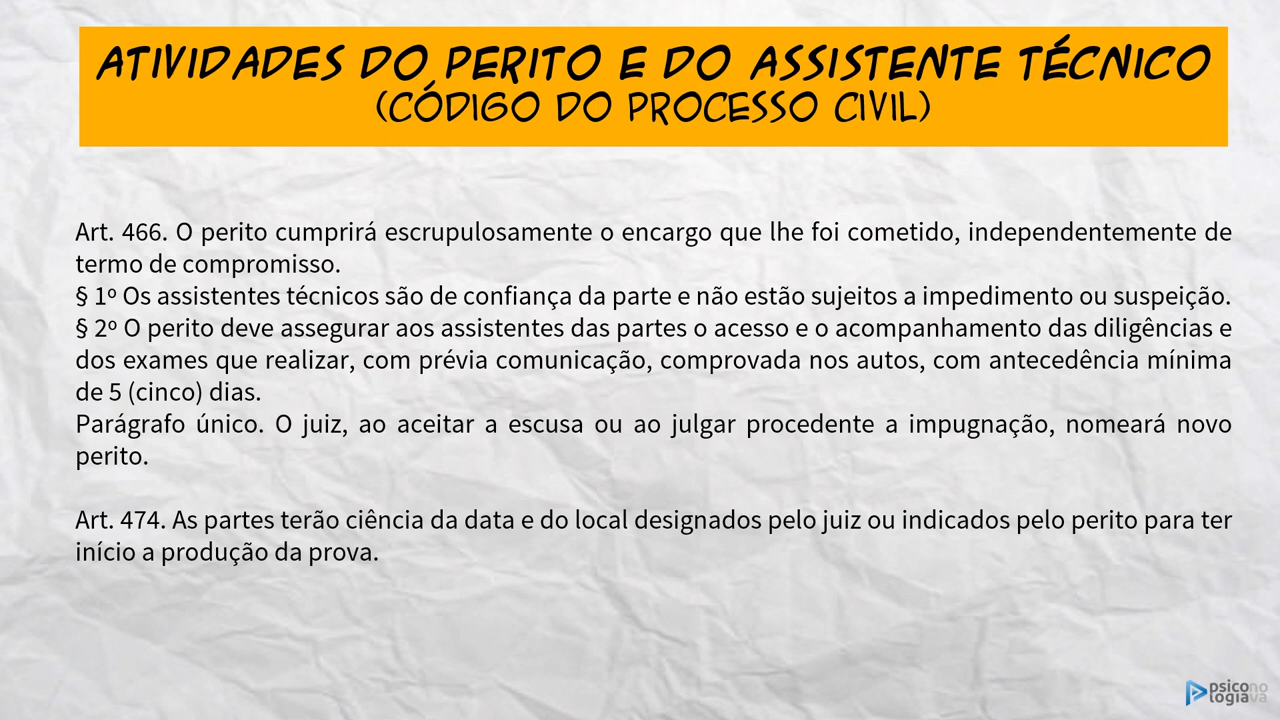 ATIVIDADES DO PERITO E DO ASSISTENTE TÉCNICO
(CÓDIGO DO PROCESSO CIVIL)
Art. 466. O perito cumprirá escrupulosamente o encargo que lhe foi cometido, independentemente de
termo de compromisso.
§ 1º Os assistentes técnicos são de confiança da parte e não estão sujeitos a impedimento ou suspeição.
§ 2º O perito deve assegurar aos assistentes das partes o acesso e o acompanhamento das diligências e
dos exames que realizar, com prévia comunicação, comprovada nos autos, com antecedência mínima
de 5 (cinco) dias.
Parágrafo único. O juiz, ao aceitar a escusa ou ao julgar procedente a impugnação, nomeará novo
perito.
Art. 474. As partes terão ciência da data e do local designados pelo juiz ou indicados pelo perito para ter
início a produção da prova.
psicono
logiava